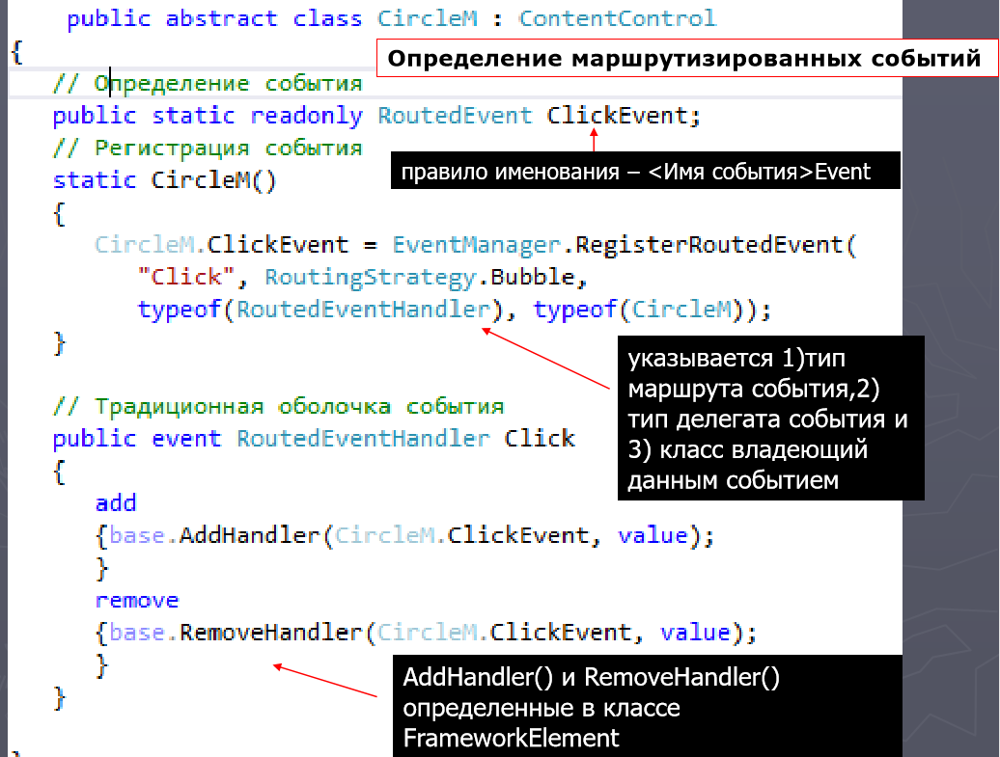 public abstract class CircleM : ContentControl
{
Определение маршрутизированных событий
// Определение события
public static readonly RoutedEvent ClickEvent;
// Регистрация события
правило именования – <Имя события>Event
static CircleM()
{
CircleM.ClickEvent = EventManager.RegisterRoutedEvent(
"Click", RoutingStrategy.Bubble,
typeof(RoutedEventHandler), typeof(CircleM));
}
указывается 1)тип
маршрута события,2)
тип делегата события и
3) класс владеющий
данным событием
// Традиционная оболочка события
public event RoutedEventHandler Click
{
add
{base.AddHandler(CircleM.ClickEvent, value);
}
remove
{base.RemoveHandler(CircleM.ClickEvent, value);
}
}
AddHandler() и RemoveHandler()
определенные в классе
FrameworkElement
}